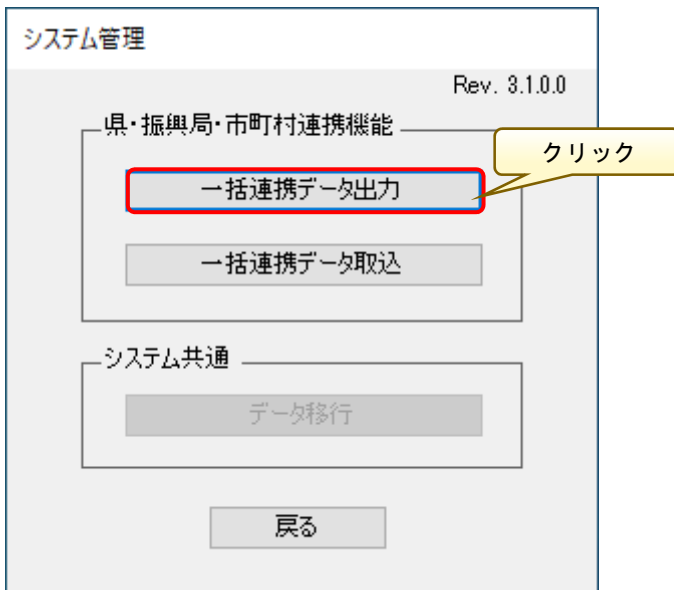 システム管理
Rev. 3.1.0.0
県・振興局・市町村連携機能
クリック
一括連携データ出力
一括連携データ取込
システム共通
データ移行
戻る